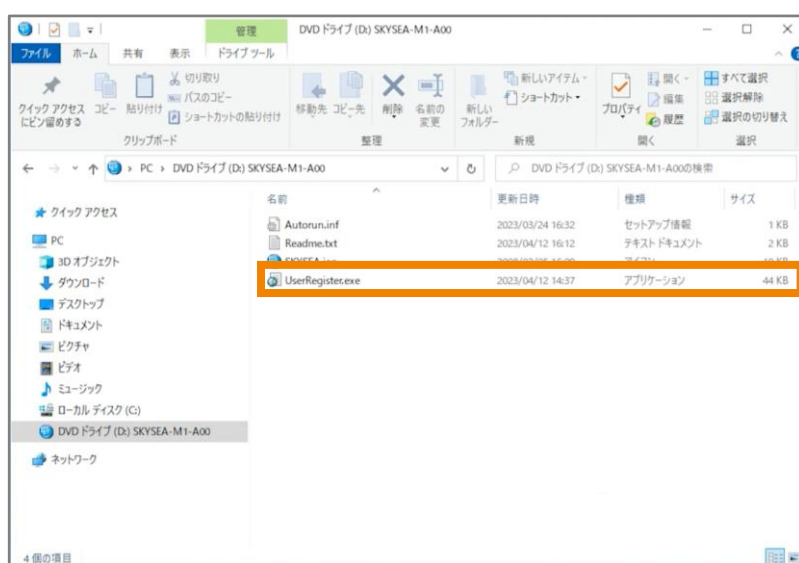 管理
DVD ドライブ (D:) SKYSEA-M1-A00
ファイル ホーム 共有 表示 ドライブ ツール
クイック アクセス
にピン留めする
コピー
貼り付け
切り取り
パスのコピー
ショートカットの貼り付け
クリップボード
移動先
コピー先
削除
名前の
変更
整理
新しい
フォルダー
新しいアイテム
ショートカット
新規
プロパティ
開く
編集
履歴
開く
すべて選択
選択解除
選択の切り替え
選択
PC › DVD ドライブ (D:) SKYSEA-M1-A00
DVD ドライブ (D:) SKYSEA-M1-A00の検索
クイック アクセス
PC
3D オブジェクト
ダウンロード
デスクトップ
ドキュメント
ピクチャ
ビデオ
ミュージック
ローカル ディスク (C:)
DVD ドライブ (D:) SKYSEA-M1-A00
ネットワーク
名前 更新日時 種類 サイズ
Autorun.inf 2023/03/24 16:32 セットアップ情報 1 KB
Readme.txt 2023/04/12 16:12 テキスト ドキュメント 2 KB
UserRegister.exe 2023/04/12 14:37 アプリケーション 44 KB
4 個の項目